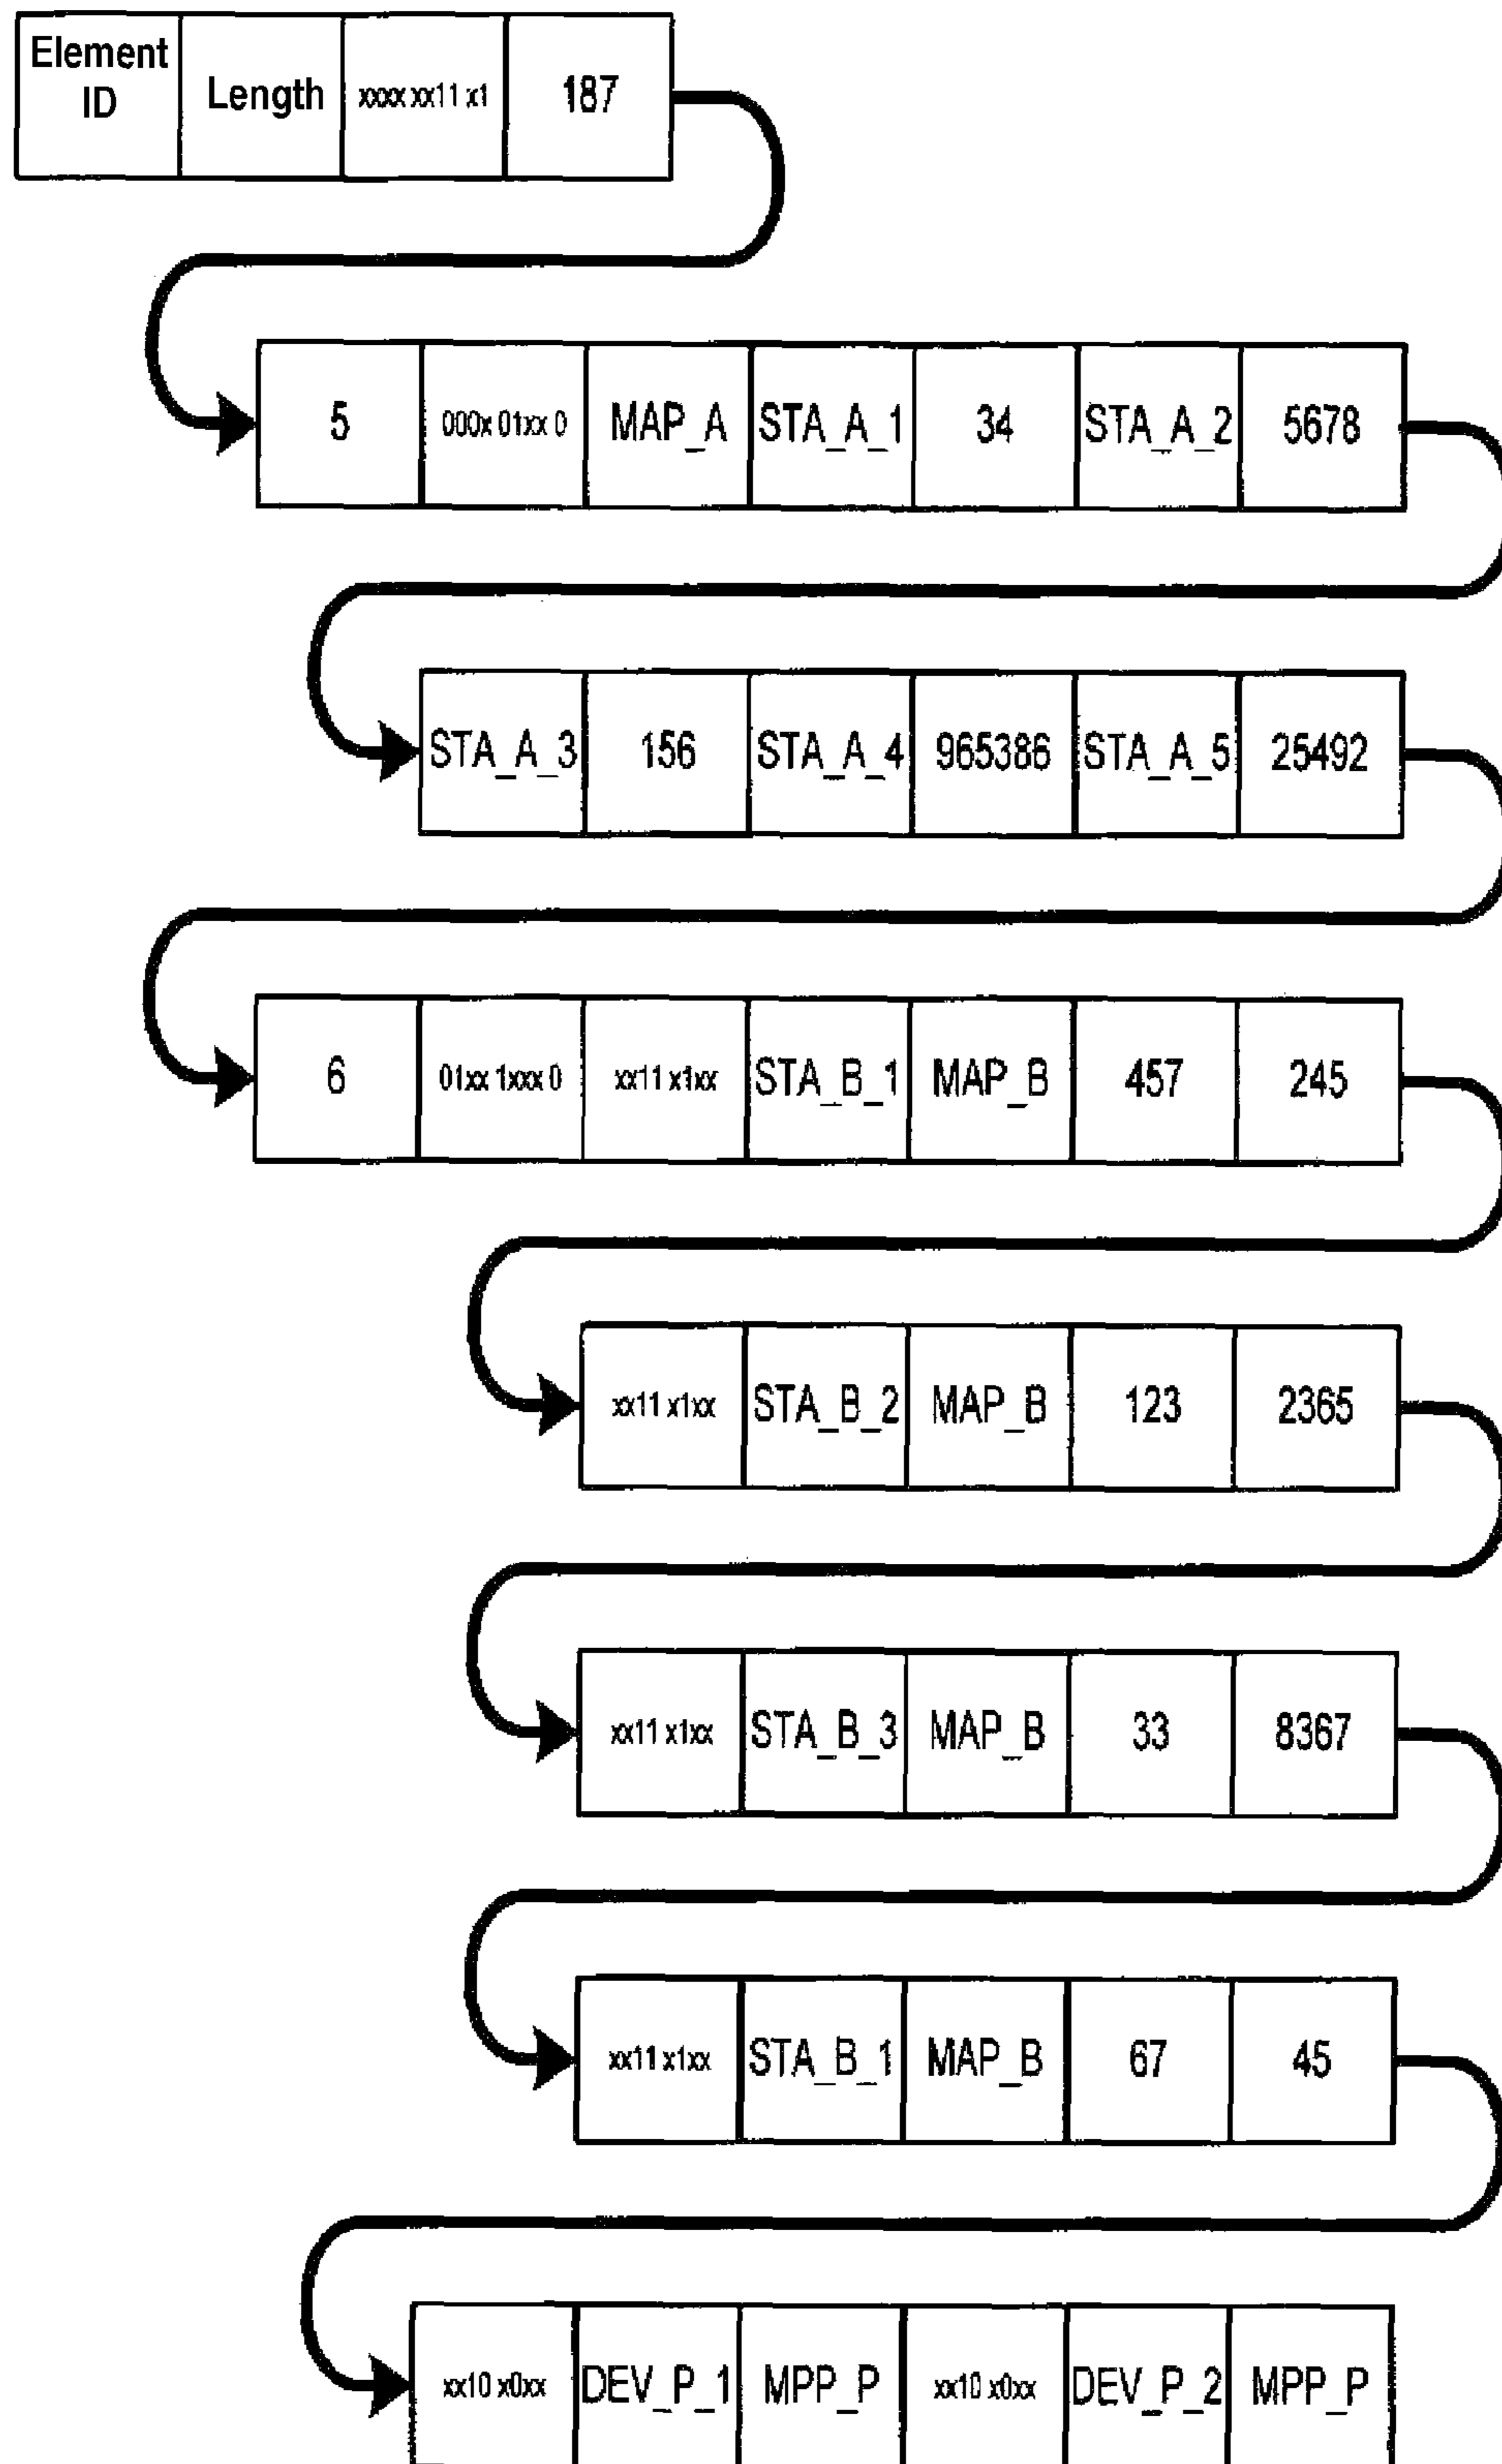 Element ID Length xxxx xx11 x1 187
5 000x 01xx 0 MAP_A STA_A_1 34 STA_A_2 5678
STA_A_3 156 STA_A_4 965386 STA_A_5 25492
6 01xx 1xxx 0 xx11 x1xx STA_B_1 MAP_B 457 245
xx11 x1xx STA_B_2 MAP_B 123 2365
xx11 x1xx STA_B_3 MAP_B 33 8367
xx11 x1xx STA_B_1 MAP_B 67 45
xx10 x0xx DEV_P_1 MPP_P xx10 x0xx DEV_P_2 MPP_P